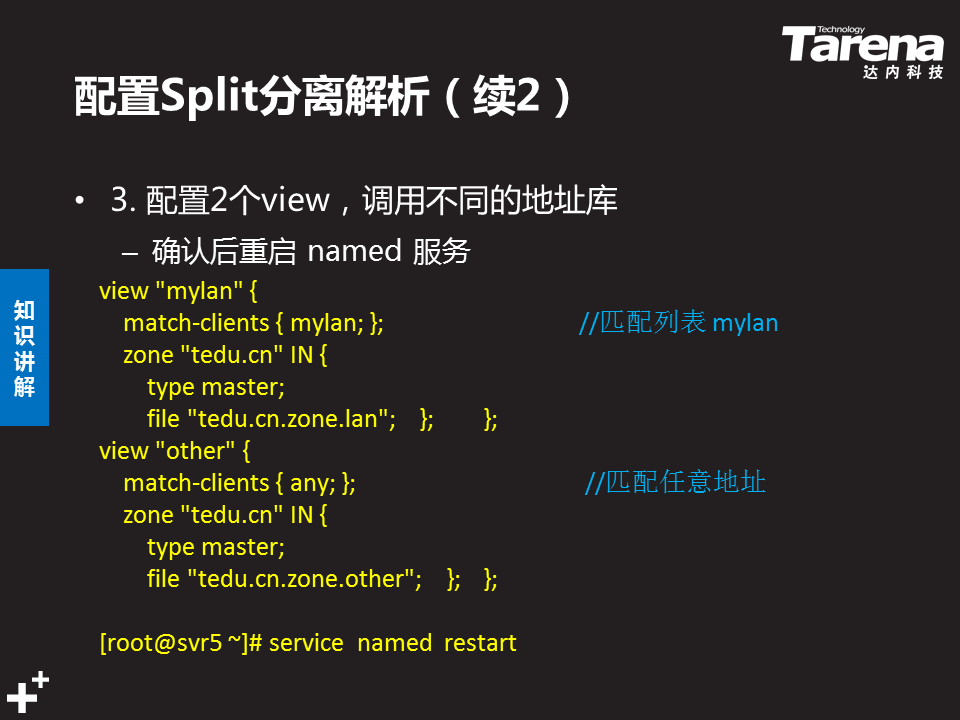 Technology
Tarena
达内科技
配置Split分离解析（续2）
• 3. 配置2个view，调用不同的地址库
– 确认后重启 named 服务
知识讲解
view "mylan" {
match-clients { mylan; }; //匹配列表 mylan
zone "tedu.cn" IN {
type master;
file "tedu.cn.zone.lan"; }; };
view "other" {
match-clients { any; }; //匹配任意地址
zone "tedu.cn" IN {
type master;
file "tedu.cn.zone.other"; }; };
[root@svr5 ~]# service named restart